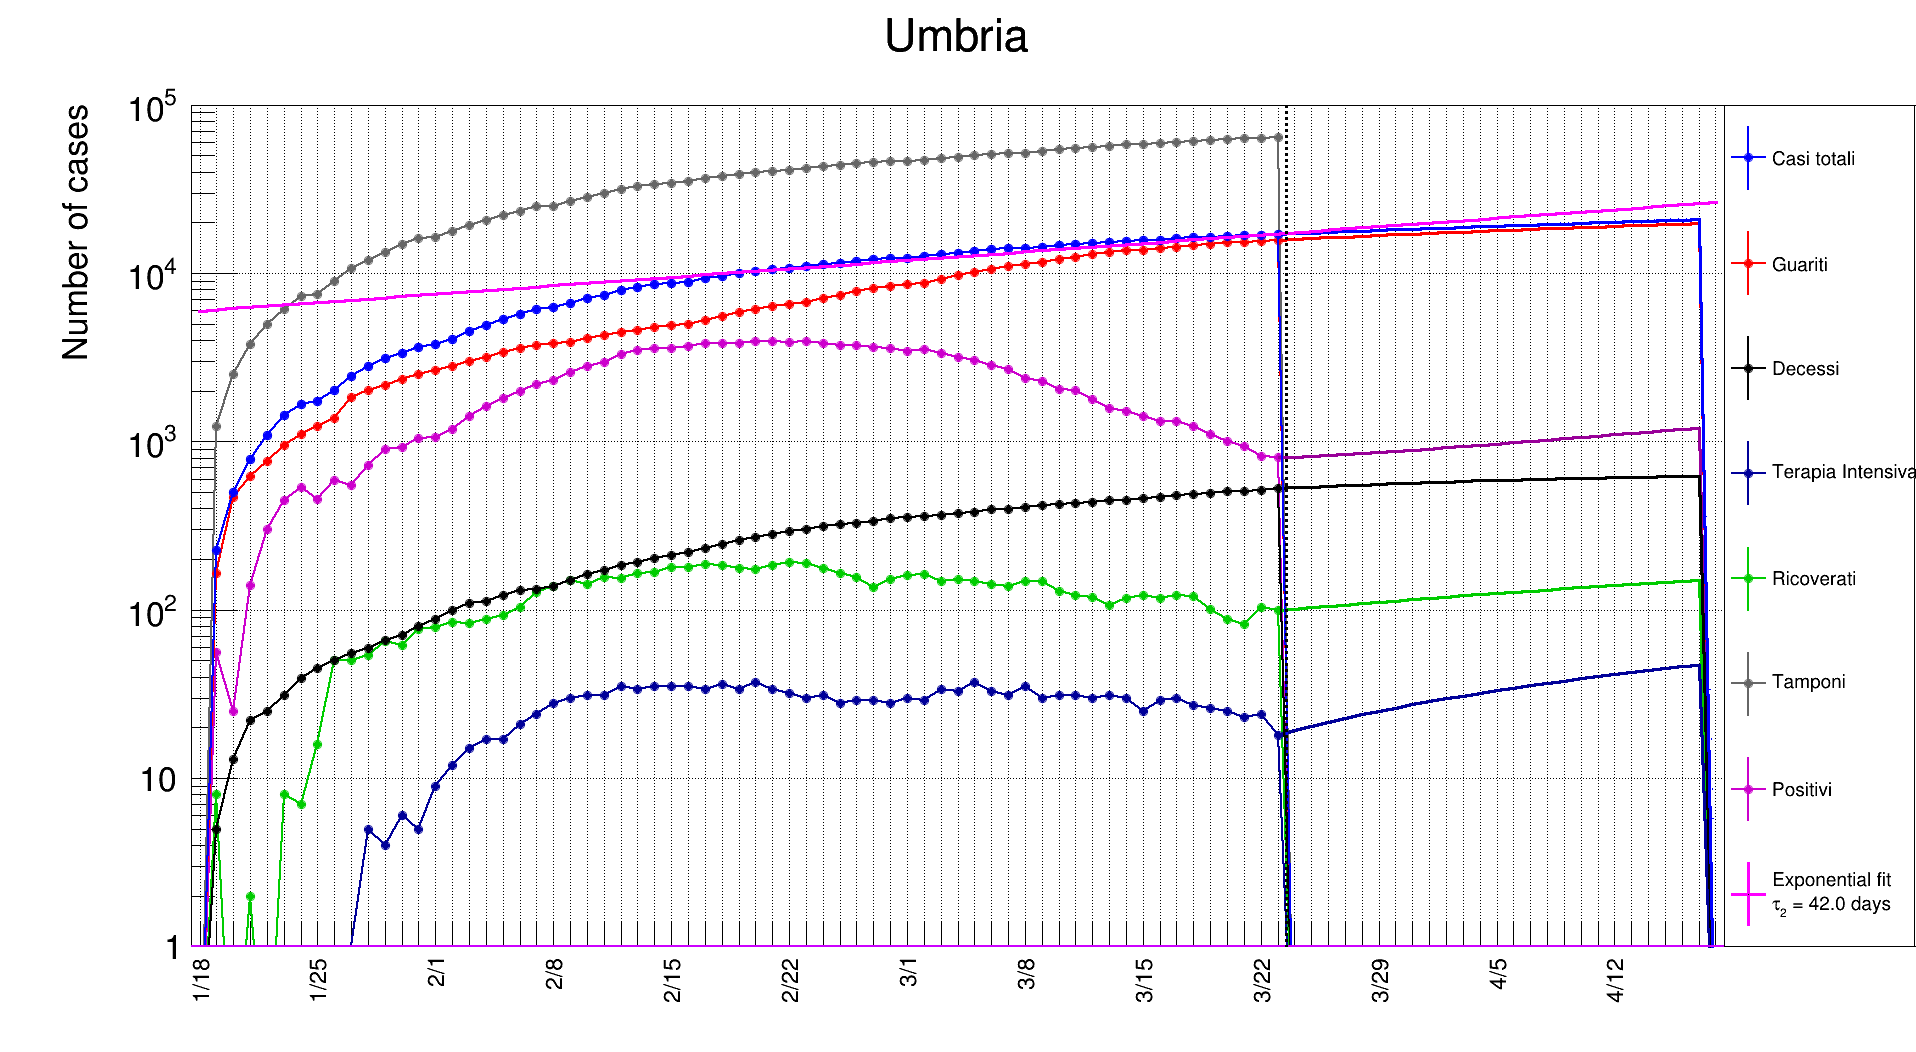 Umbria
Number of cases
10^5
10^4
10^3
10^2
10
1
1/18
1/25
2/1
2/8
2/15
2/22
3/1
3/8
3/15
3/22
3/29
4/5
4/12
Casi totali
Guariti
Decessi
Terapia Intensiva
Ricoverati
Tamponi
Positivi
Exponential fit
τ₂ = 42.0 days